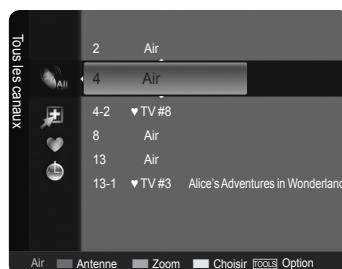 Tous les canaux
All
2 Air
4 Air
4-2 ♥ TV #8
8 Air
13 Air
13-1 ♥ TV #3 Alice's Adventures in Wonderland
Air Antenne Zoom Choisir TOOLS Option